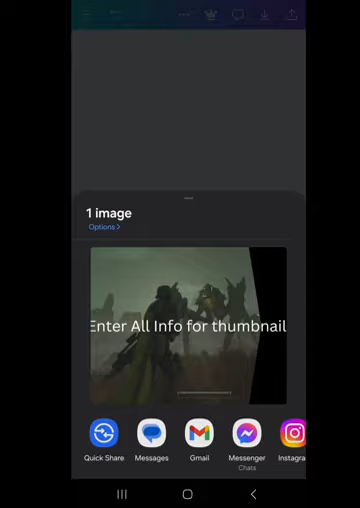 1 image
Options >
Enter All Info for thumbnail
Quick Share
Messages
Gmail
Messenger
Chats
Instagra